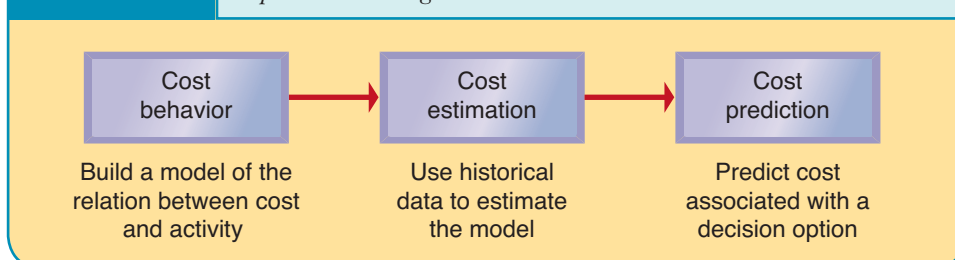 Cost
behavior
Cost
estimation
Cost
prediction
Build a model of the
relation between cost
and activity
Use historical
data to estimate
the model
Predict cost
associated with a
decision option